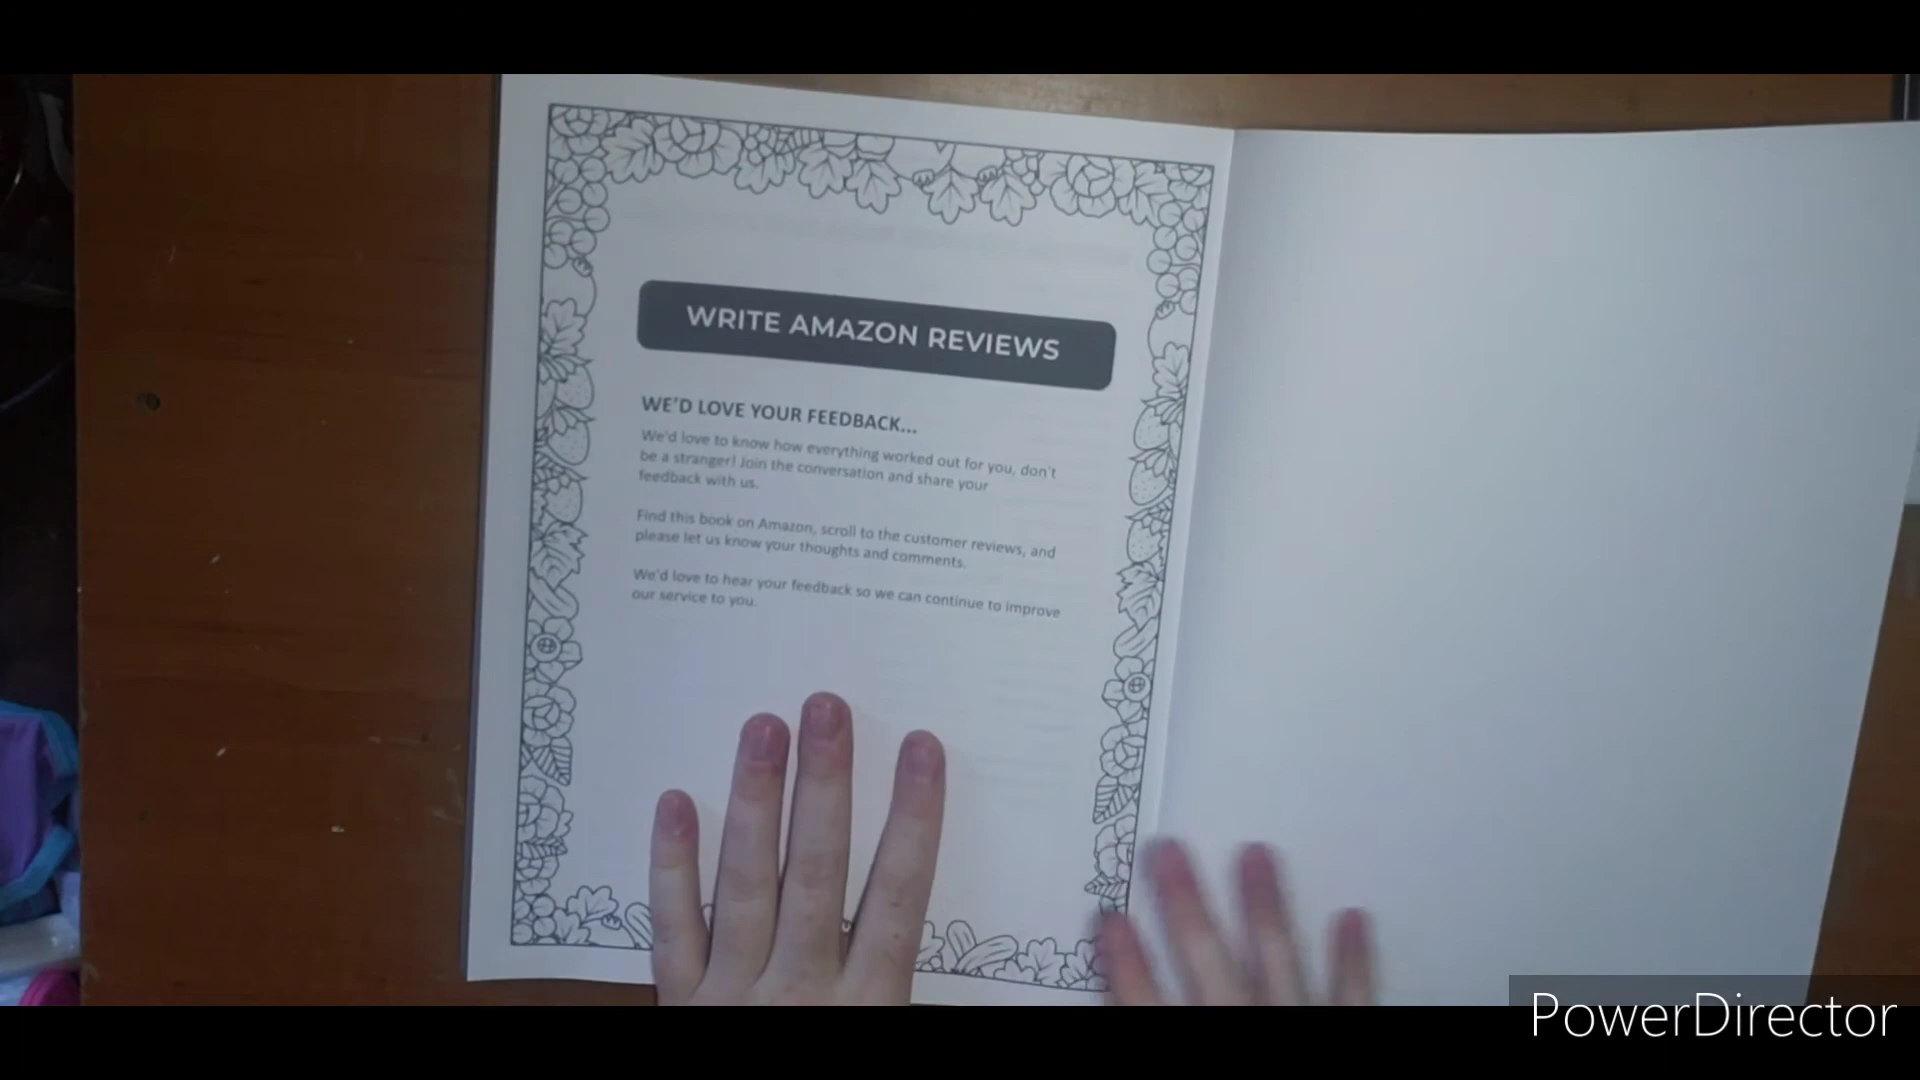 WRITE AMAZON REVIEWS
WE'D LOVE YOUR FEEDBACK...
We'd love to know how everything worked out for you, don't
be a stranger! Join the conversation and share your
feedback with us.
Find this book on Amazon, scroll to the customer reviews, and
please let us know your thoughts and comments.
We'd love to hear your feedback so we can continue to improve
our service to you.
PowerDirector